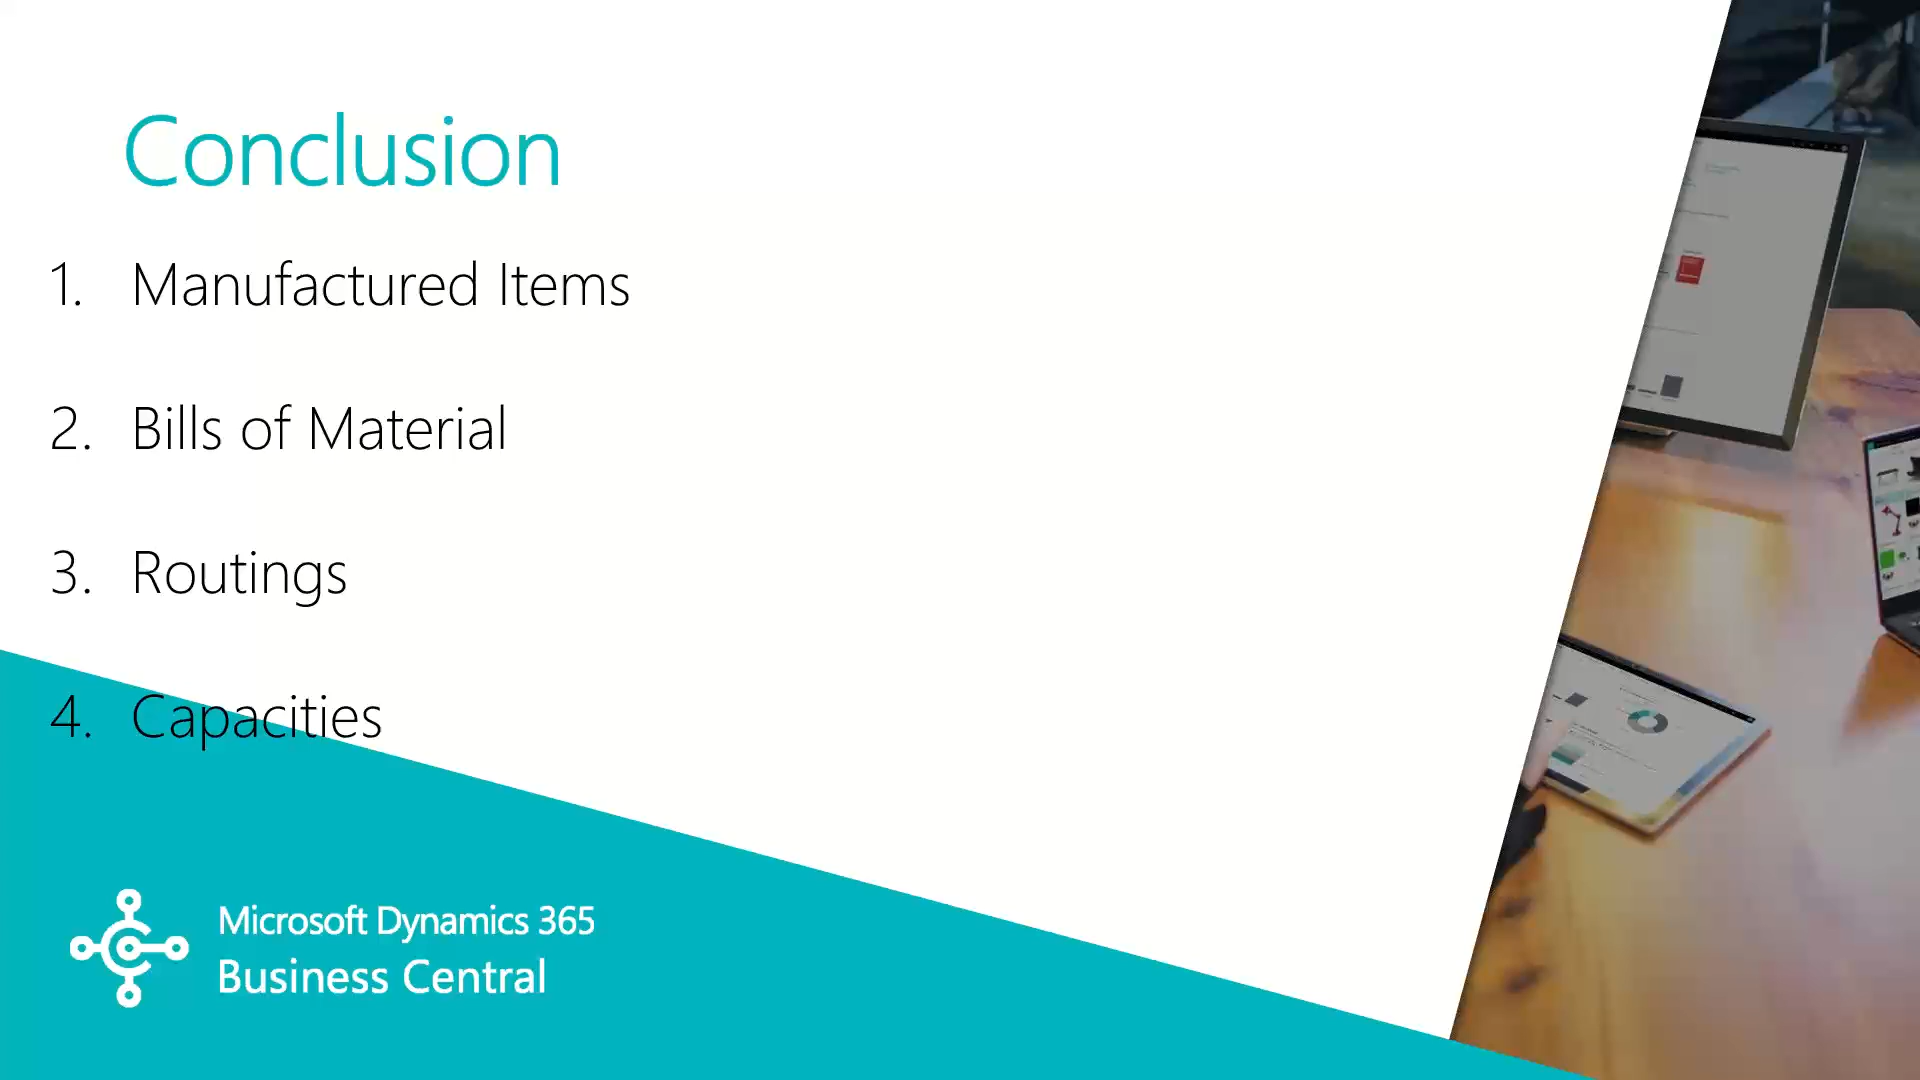 Conclusion
1. Manufactured Items
2. Bills of Material
3. Routings
4. Capacities
Microsoft Dynamics 365
Business Central